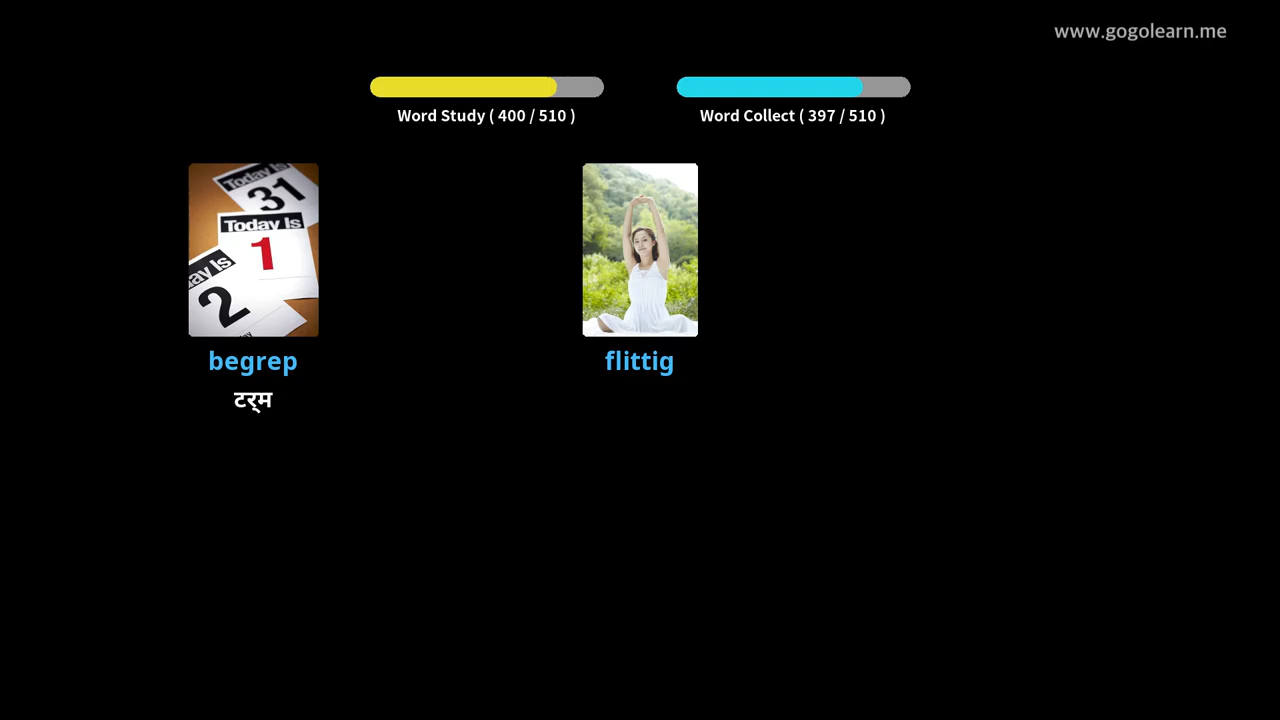 www.gogolearn.me
Word Study ( 400 / 510 )
Word Collect ( 397 / 510 )
Today Is
31
Today Is
1
ay Is
2
begrep
टर्म
flittig